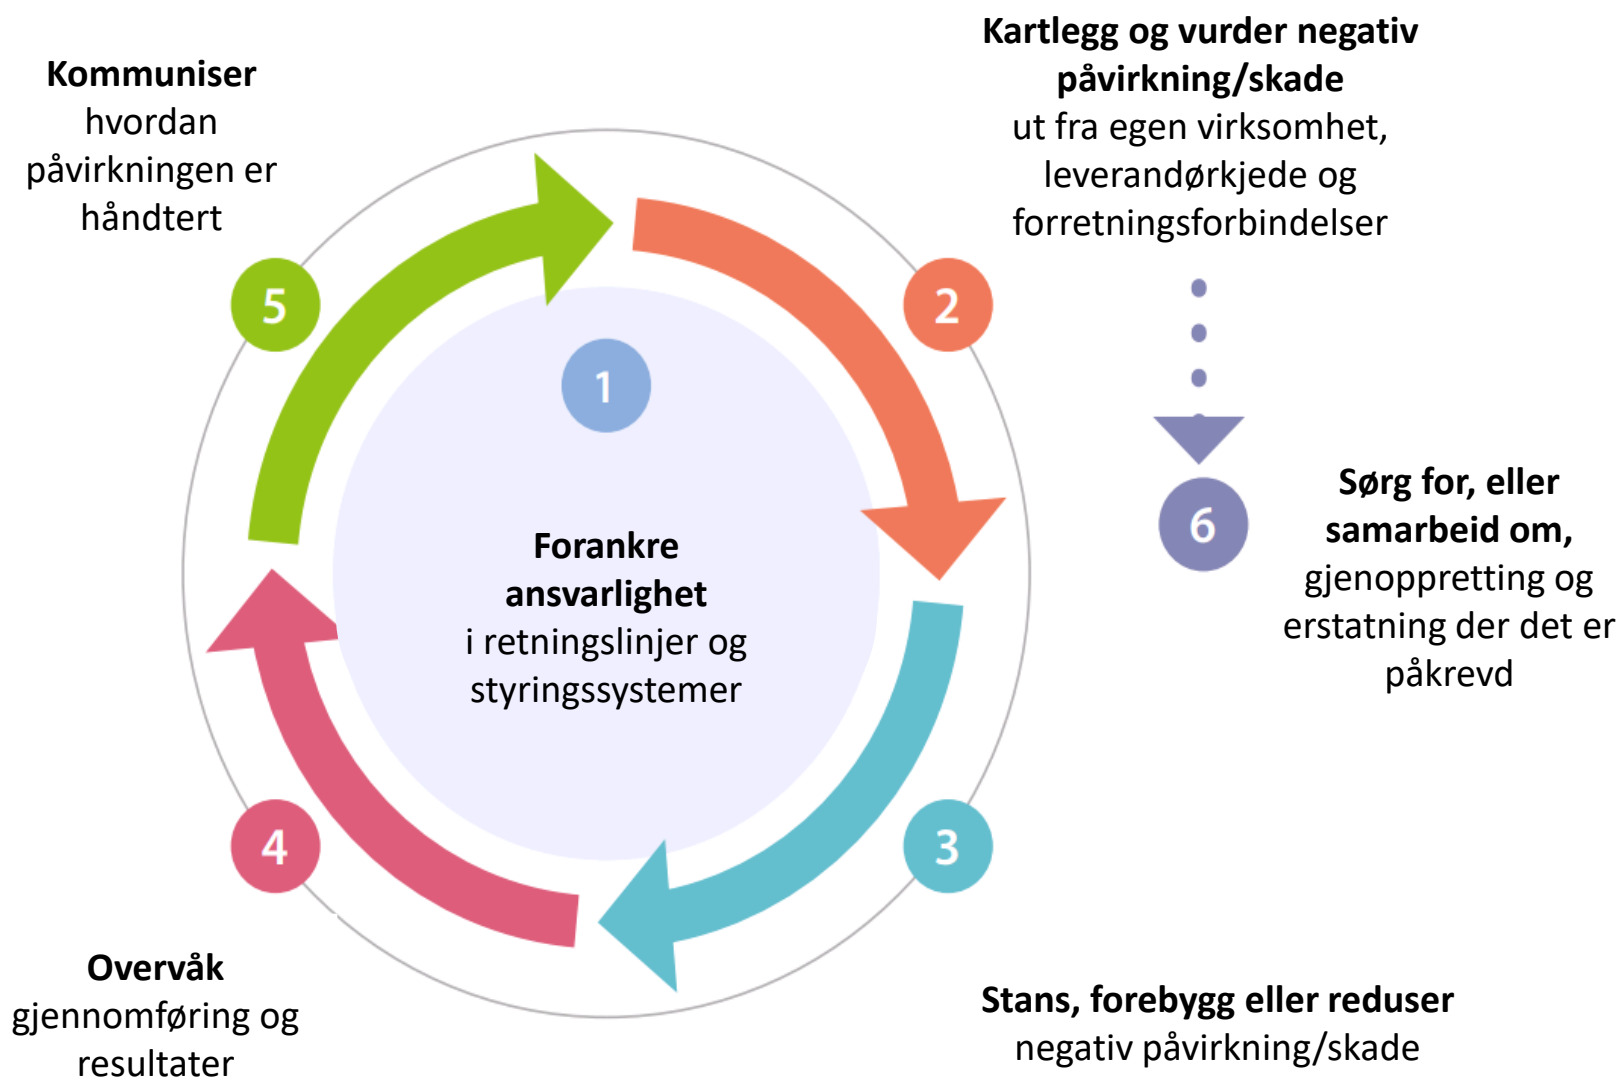 Kommuniser
hvordan
påvirkningen er
håndtert
5
Kartlegg og vurder negativ
påvirkning/skade
ut fra egen virksomhet,
leverandørkjede og
forretningsforbindelser
2
1
Forankre
ansvarlighet
i retningslinjer og
styringssystemer
6
Sørg for, eller
samarbeid om,
gjenoppretting og
erstatning der det er
påkrevd
4
Overvåk
gjennomføring og
resultater
3
Stans, forebygg eller reduser
negativ påvirkning/skade